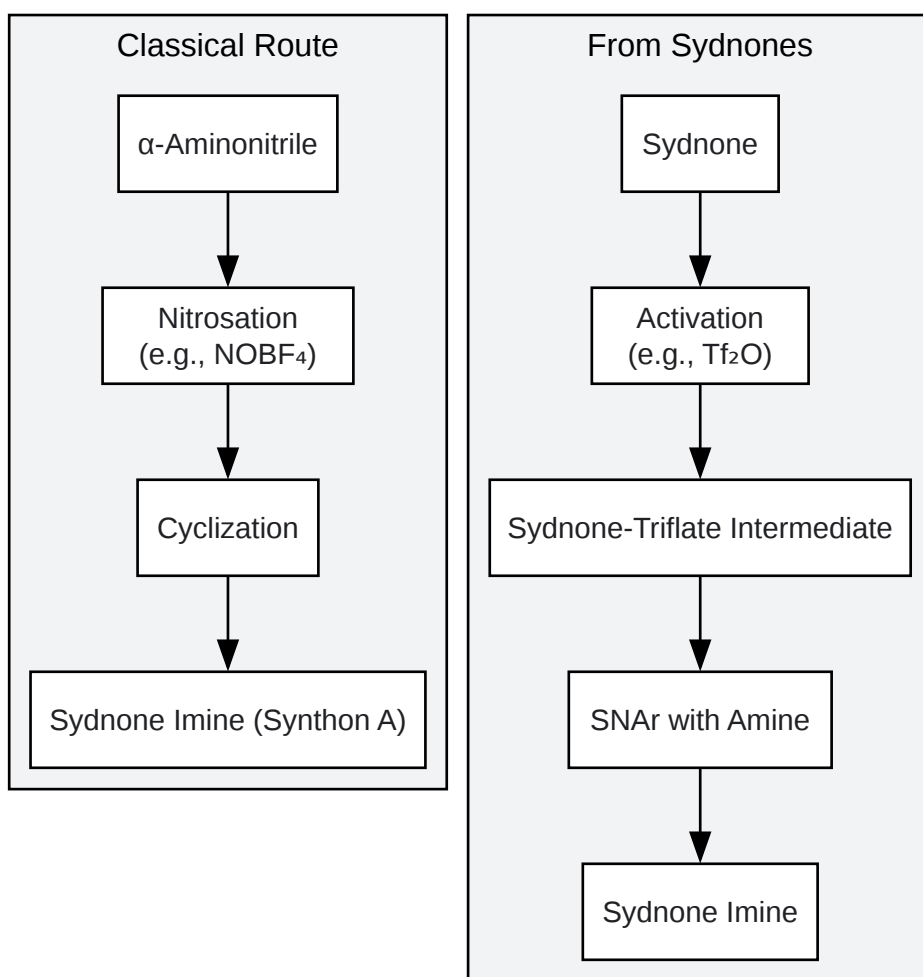 Classical Route
α-Aminonitrile
Nitrosation
(e.g., NOBF₄)
Cyclization
Sydnone Imine (Synthon A)
From Sydnones
Sydnone
Activation
(e.g., Tf₂O)
Sydnone-Triflate Intermediate
SNAr with Amine
Sydnone Imine